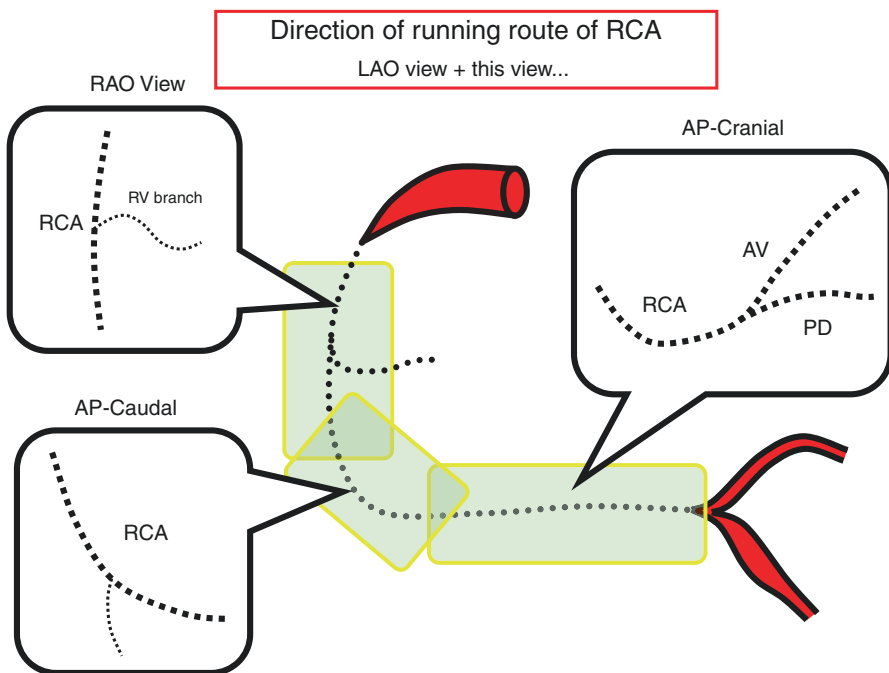 Direction of running route of RCA
LAO view + this view...
RAO View
RV branch
RCA
AP-Cranial
AV
RCA
PD
AP-Caudal
RCA